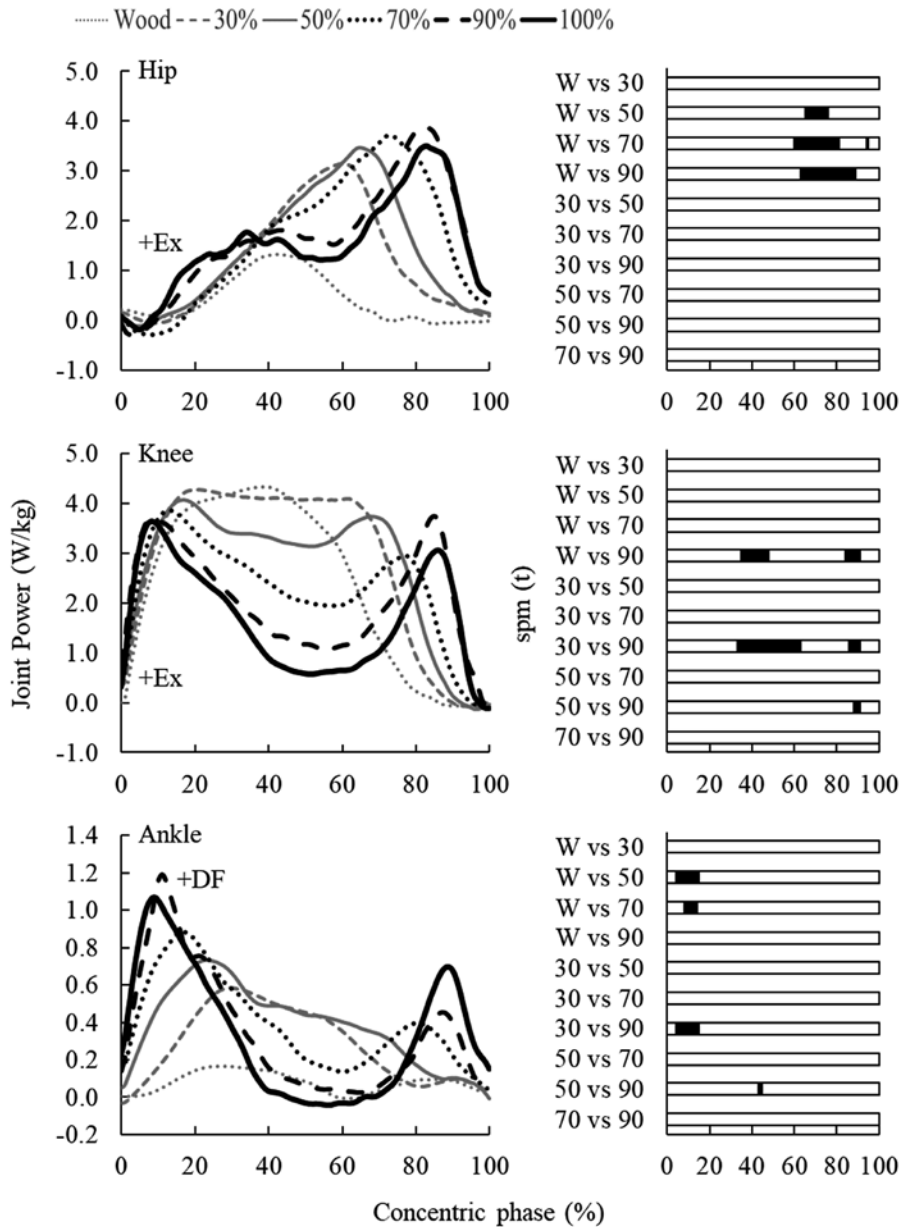 Wood 30% 50% 70% 90% 100%
Hip
5.0
4.0
3.0
2.0
1.0
0.0
-1.0
+Ex
0 20 40 60 80 100
W vs 30
W vs 50
W vs 70
W vs 90
30 vs 50
30 vs 70
30 vs 90
50 vs 70
50 vs 90
70 vs 90
0 20 40 60 80 100
Joint Power (W/kg)
Knee
5.0
4.0
3.0
2.0
1.0
0.0
-1.0
+Ex
0 20 40 60 80 100
spm (t)
W vs 30
W vs 50
W vs 70
W vs 90
30 vs 50
30 vs 70
30 vs 90
50 vs 70
50 vs 90
70 vs 90
0 20 40 60 80 100
Ankle
1.4
1.2
1.0
0.8
0.6
0.4
0.2
0.0
-0.2
+DF
0 20 40 60 80 100
W vs 30
W vs 50
W vs 70
W vs 90
30 vs 50
30 vs 70
30 vs 90
50 vs 70
50 vs 90
70 vs 90
0 20 40 60 80 100
Concentric phase (%)